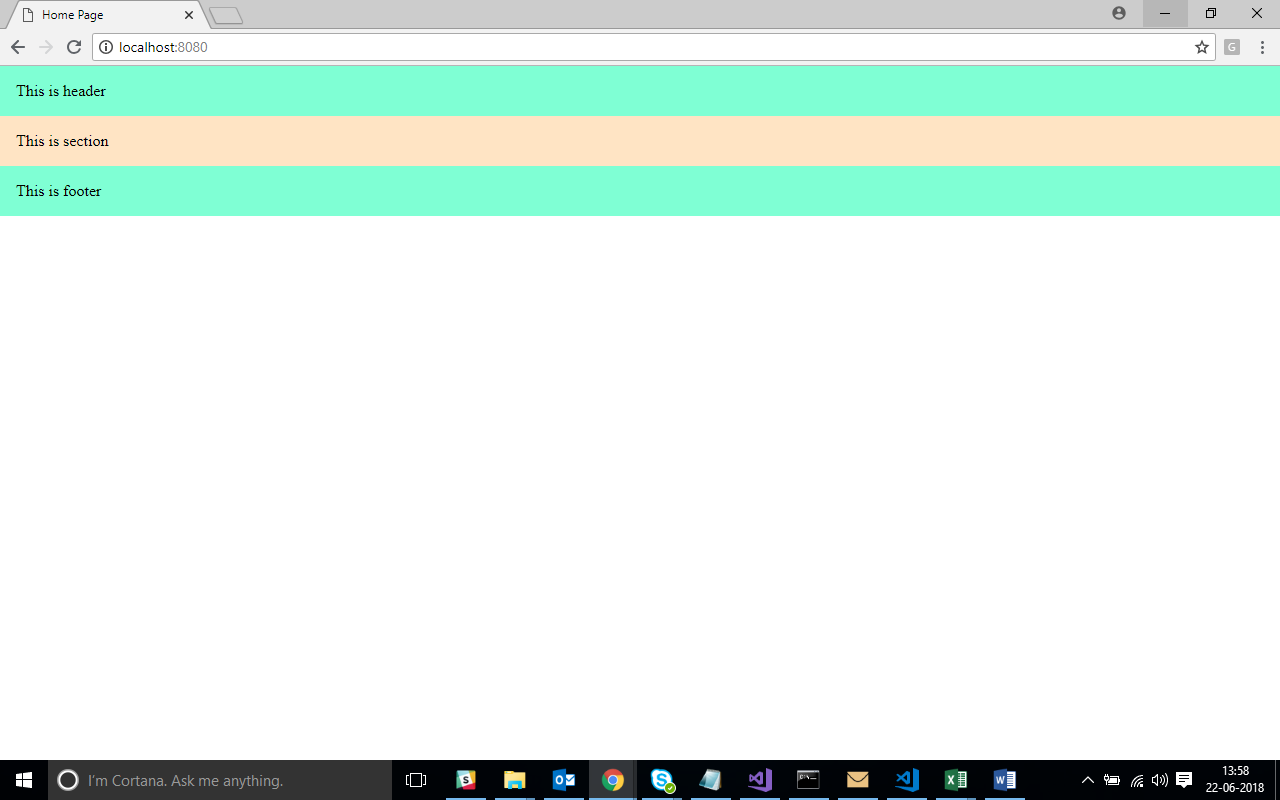 Home Page
localhost:8080
G
This is header
This is section
This is footer
I'm Cortana. Ask me anything.
13:58
22-06-2018